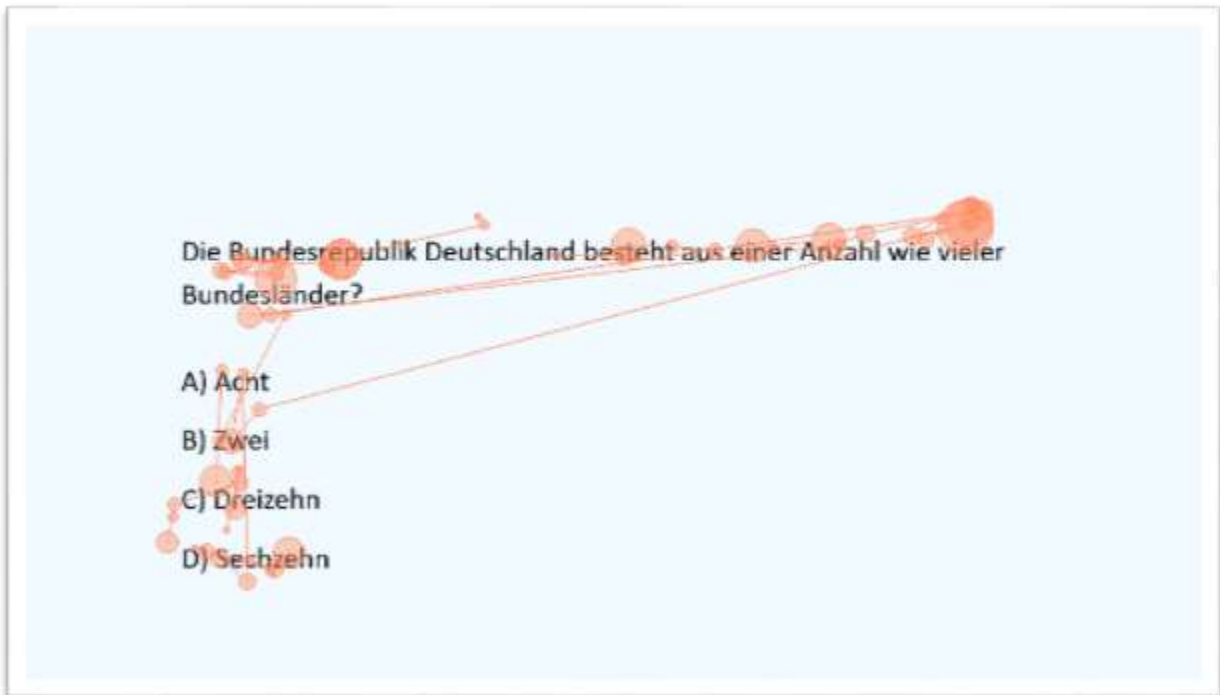 Die Bundesrepublik Deutschland besteht aus einer Anzahl wie vieler
Bundesländer?
A) Acht
B) Zwei
C) Dreizehn
D) Sechzehn